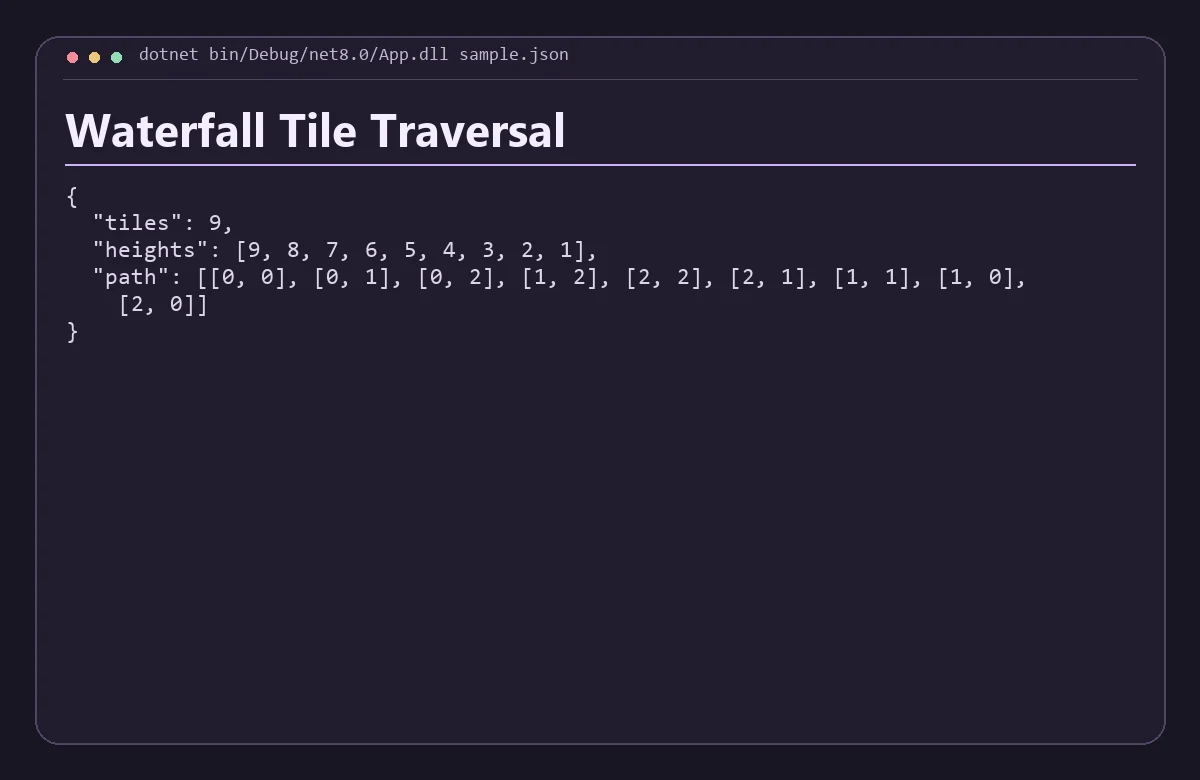 dotnet bin/Debug/net8.0/App.dll sample.json
Waterfall Tile Traversal
{
  "tiles": 9,
  "heights": [9, 8, 7, 6, 5, 4, 3, 2, 1],
  "path": [[0, 0], [0, 1], [0, 2], [1, 2], [2, 2], [2, 1], [1, 1], [1, 0],
    [2, 0]]
}